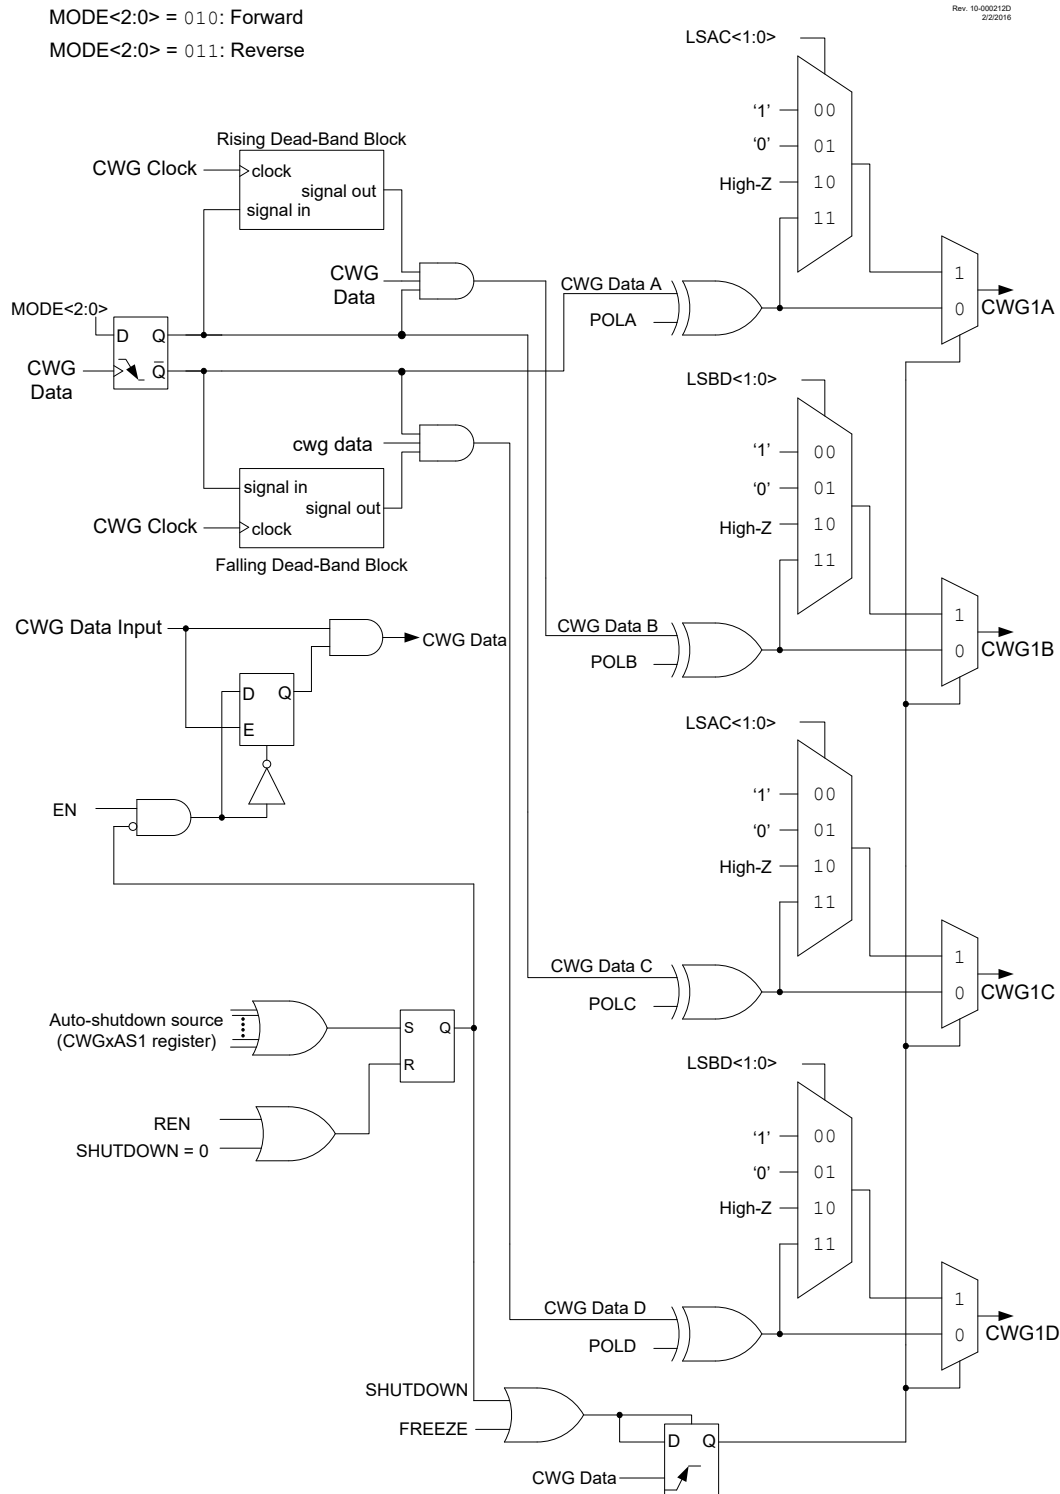 Rev. 10-000212D
2/2/2016
MODE<2:0> = 010: Forward
MODE<2:0> = 011: Reverse
LSAC<1:0>
'1'
00
'0'
01
High-Z
10
11
Rising Dead-Band Block
CWG Clock
clock
signal out
signal in
CWG
Data
CWG Data A
POLA
1
0
CWG1A
MODE<2:0>
D
Q
CWG
Data
Q
LSBD<1:0>
'1'
00
'0'
01
High-Z
10
11
cwg data
signal in
signal out
CWG Clock
clock
Falling Dead-Band Block
CWG Data Input
CWG Data
D
Q
E
EN
CWG Data B
POLB
1
0
CWG1B
LSAC<1:0>
'1'
00
'0'
01
High-Z
10
11
CWG Data C
POLC
1
0
CWG1C
Auto-shutdown source
(CWGxAS1 register)
S
Q
R
REN
SHUTDOWN = 0
LSBD<1:0>
'1'
00
'0'
01
High-Z
10
11
CWG Data D
POLD
1
0
CWG1D
SHUTDOWN
FREEZE
D
Q
CWG Data